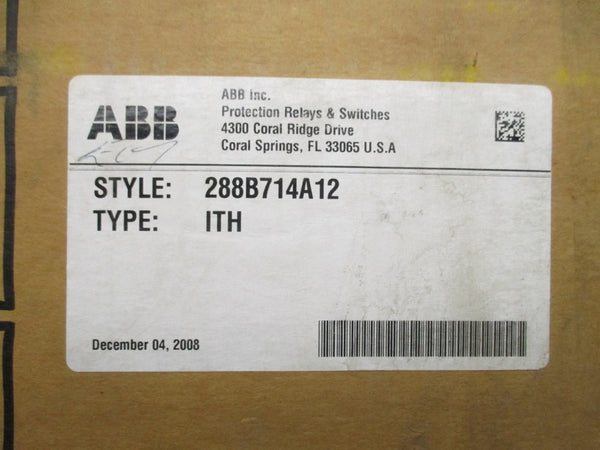 ABB
ABB Inc.
Protection Relays & Switches
4300 Coral Ridge Drive
Coral Springs, FL 33065 U.S.A
STYLE: 288B714A12
TYPE: ITH
December 04, 2008